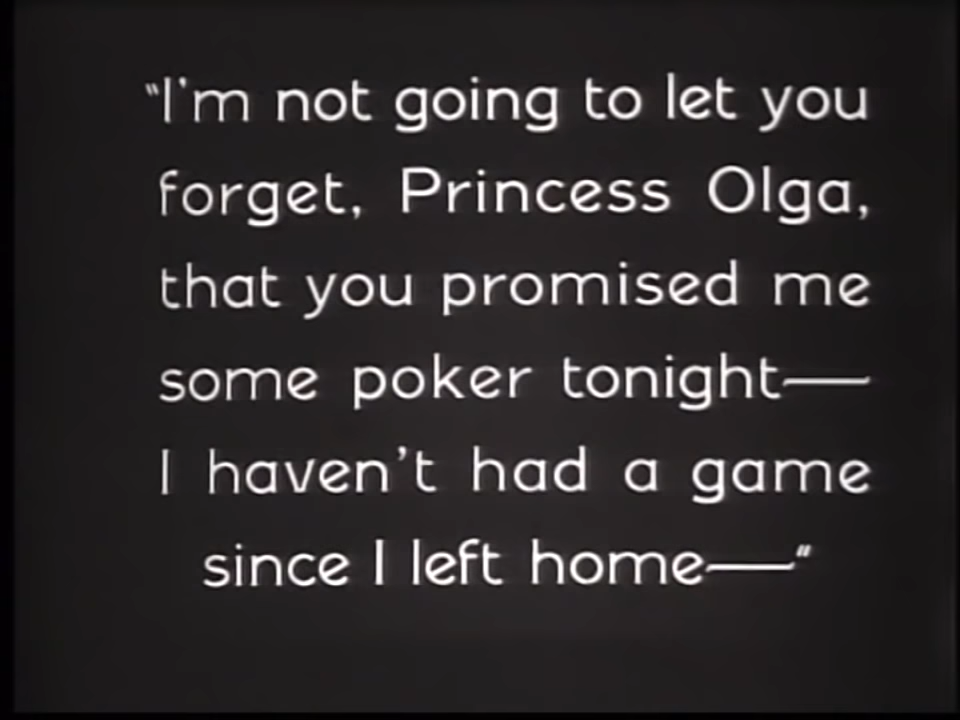 "I'm not going to let you
forget, Princess Olga,
that you promised me
some poker tonight—
I haven't had a game
since I left home—"